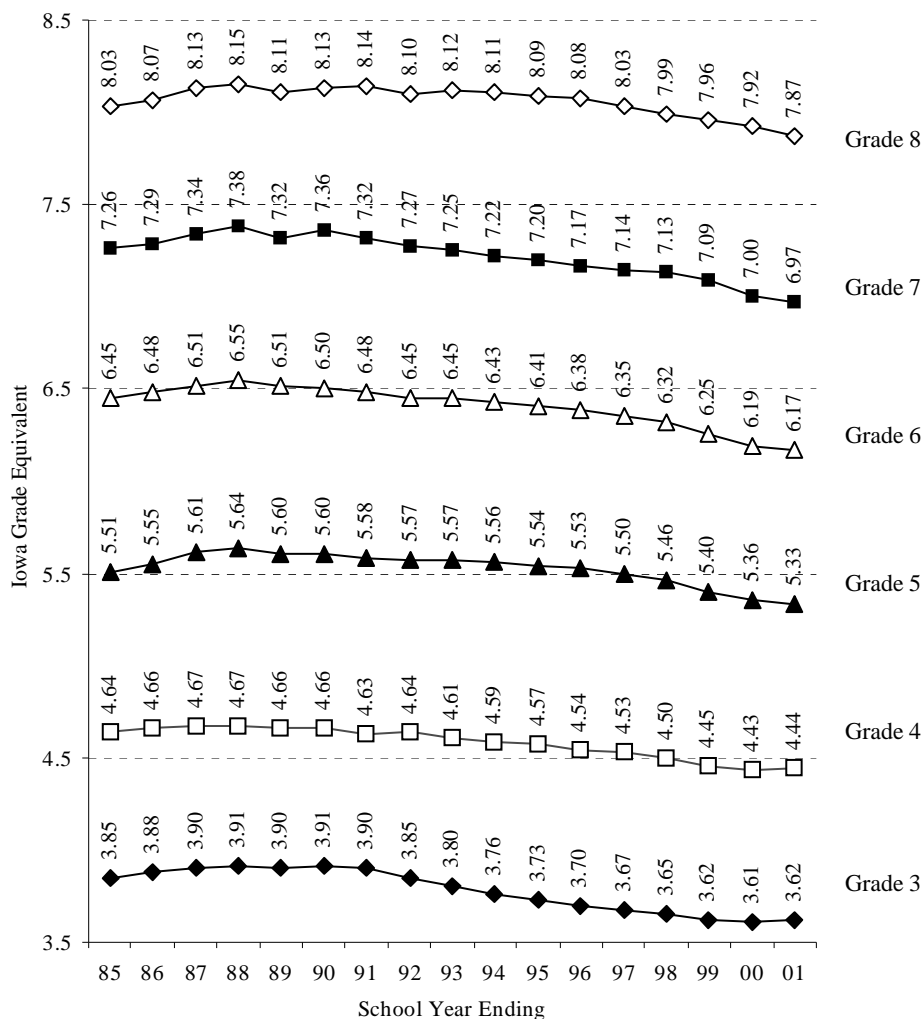 8.5
8.03 8.07 8.13 8.15 8.11 8.13 8.14 8.10 8.12 8.11 8.09 8.08 8.03 7.99 7.96 7.92 7.87
Grade 8
7.5
7.26 7.29 7.34 7.38 7.32 7.36 7.32 7.27 7.25 7.22 7.20 7.17 7.14 7.13 7.09 7.00 6.97
Grade 7
6.45 6.48 6.51 6.55 6.51 6.50 6.48 6.45 6.45 6.43 6.41 6.38 6.35 6.32 6.25 6.19 6.17
6.5
Grade 6
Iowa Grade Equivalent
5.51 5.55 5.61 5.64 5.60 5.60 5.58 5.57 5.57 5.56 5.54 5.53 5.50 5.46 5.40 5.36 5.33
5.5
Grade 5
4.64 4.66 4.67 4.67 4.66 4.66 4.63 4.64 4.61 4.59 4.57 4.54 4.53 4.50 4.45 4.43 4.44
Grade 4
4.5
3.85 3.88 3.90 3.91 3.90 3.91 3.90 3.85 3.80 3.76 3.73 3.70 3.67 3.65 3.62 3.61 3.62
Grade 3
3.5
85 86 87 88 89 90 91 92 93 94 95 96 97 98 99 00 01
School Year Ending